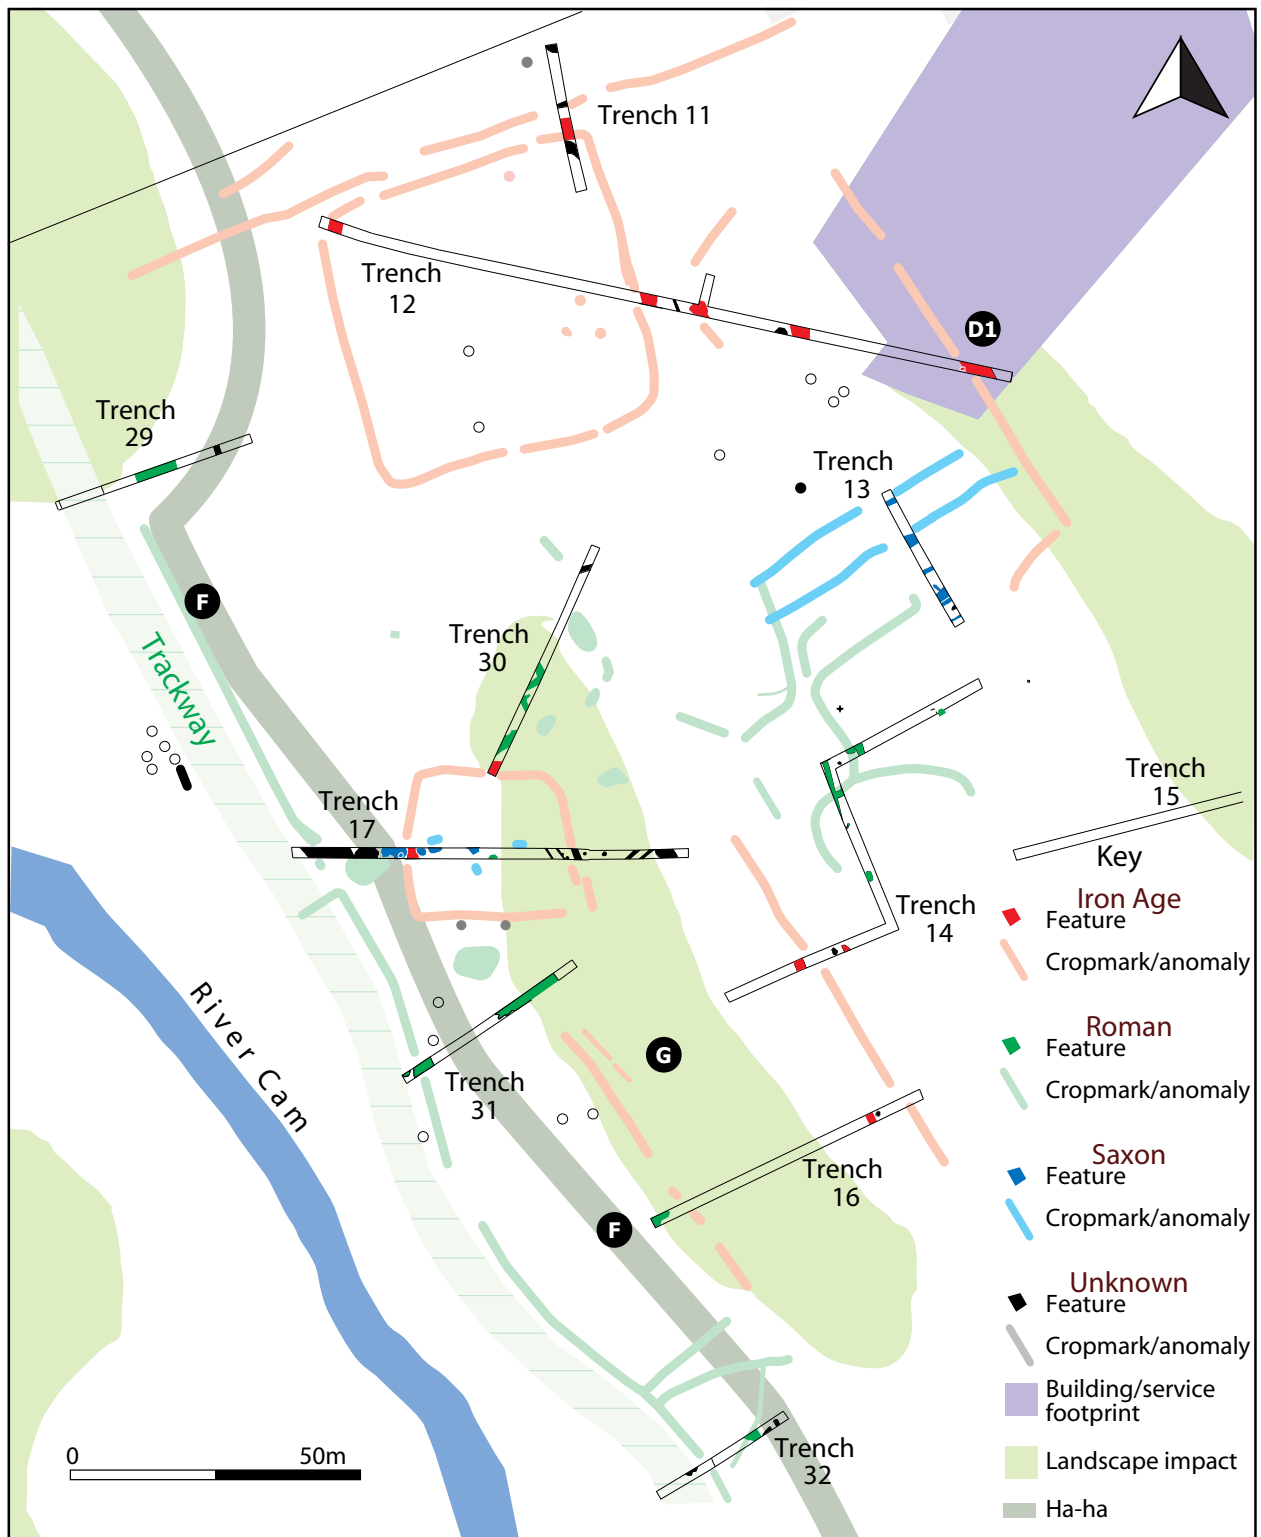 Trench 11
Trench
12
D1
Trench
29
Trench
13
F
Trench
30
Trackway
Trench
17
Trench
15
Trench
14
River Cam
G
Trench
31
Trench
16
F
Trench
32
0 50m
Key
Iron Age
Feature
Cropmark/anomaly
Roman
Feature
Cropmark/anomaly
Saxon
Feature
Cropmark/anomaly
Unknown
Feature
Cropmark/anomaly
Building/service
footprint
Landscape impact
Ha-ha